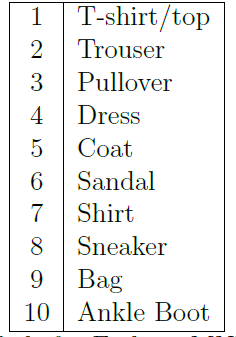 1 T-shirt/top
2 Trouser
3 Pullover
4 Dress
5 Coat
6 Sandal
7 Shirt
8 Sneaker
9 Bag
10 Ankle Boot